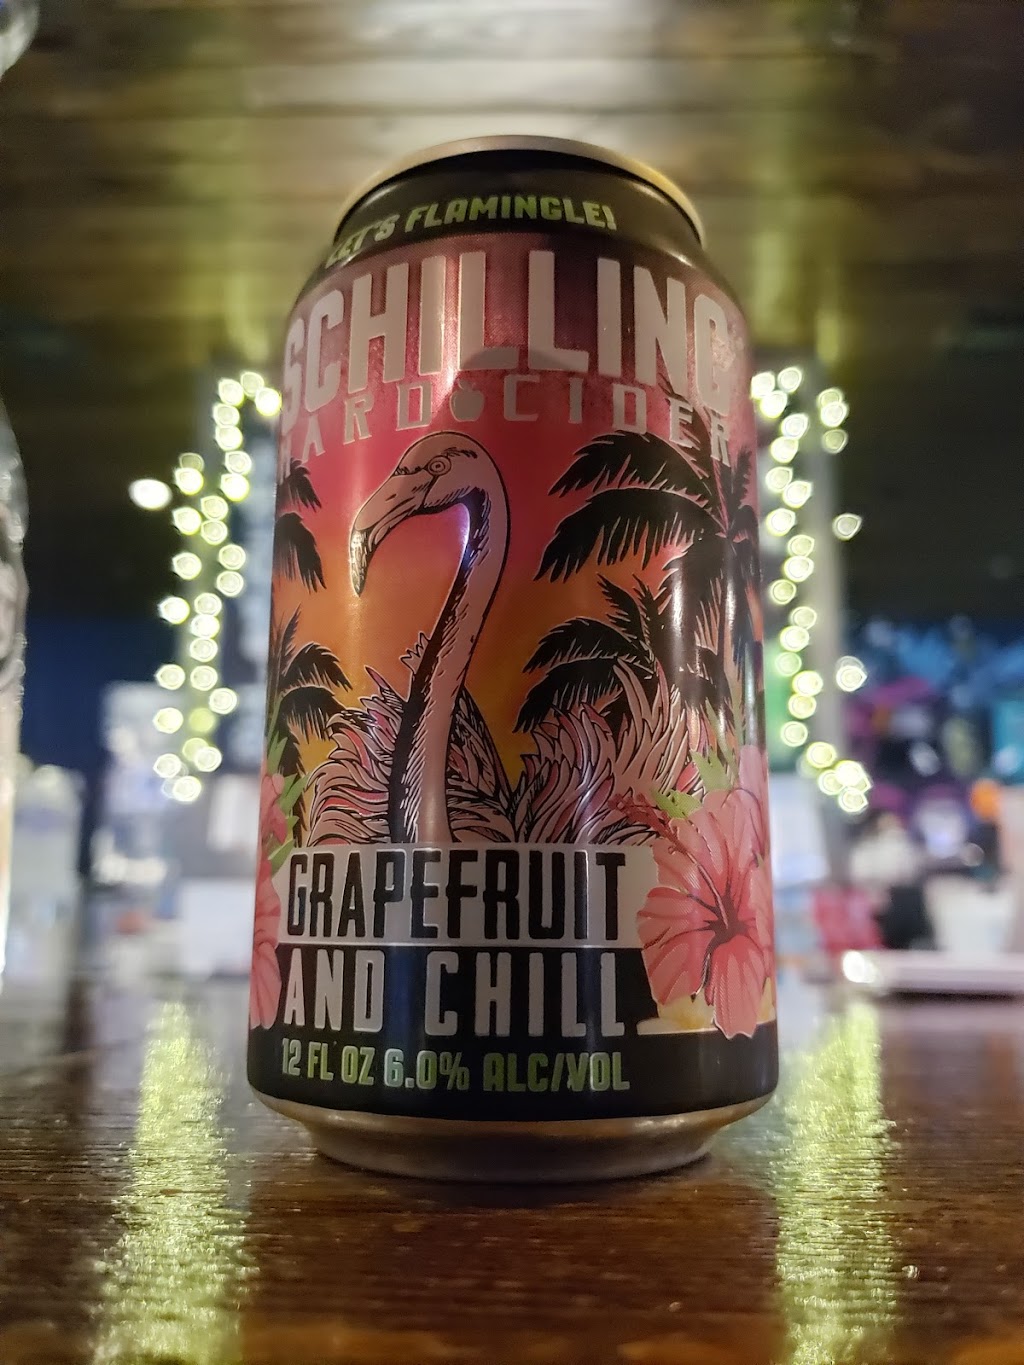 LET'S FLAMINGLE!
SCHILLING
HARD CIDER
GRAPEFRUIT
AND CHILL
12 FL OZ 6.0% ALC/VOL